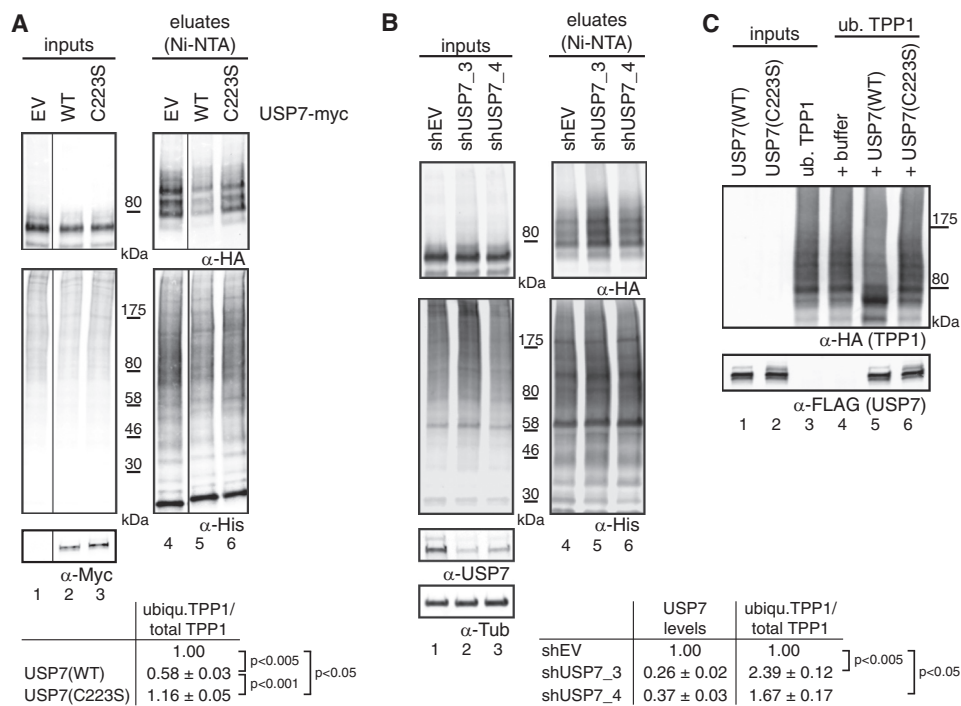 A
inputs
eluates
(Ni-NTA)
EV
WT
C223S
EV
WT
C223S
USP7-myc
80
kDa
α-HA
175
80
58
46
30
kDa
α-His
4 5 6
α-Myc
1 2 3
ubiqu.TPP1/
total TPP1
1.00
USP7(WT) 0.58 ± 0.03
USP7(C223S) 1.16 ± 0.05
p<0.005
p<0.001
p<0.05
B
inputs
eluates
(Ni-NTA)
shEV
shUSP7_3
shUSP7_4
shEV
shUSP7_3
shUSP7_4
80
kDa
α-HA
175
80
58
46
30
kDa
α-His
4 5 6
α-USP7
α-Tub
1 2 3
USP7
levels
ubiqu.TPP1/
total TPP1
shEV 1.00 1.00
shUSP7_3 0.26 ± 0.02 2.39 ± 0.12
shUSP7_4 0.37 ± 0.03 1.67 ± 0.17
p<0.005
p<0.05
C
inputs
ub. TPP1
USP7(WT)
USP7(C223S)
ub. TPP1
+ buffer
+ USP7(WT)
+ USP7(C223S)
175
80
kDa
α-HA (TPP1)
α-FLAG (USP7)
1 2 3 4 5 6